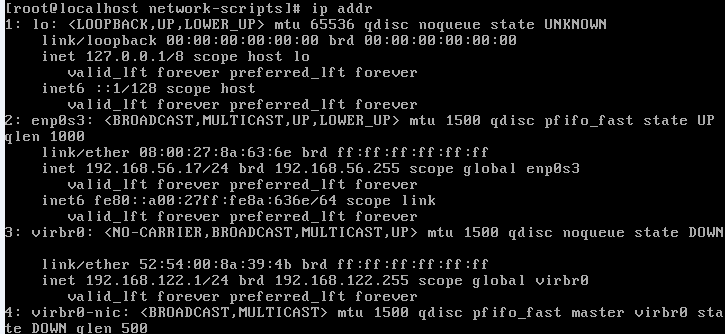 [root@localhost network-scripts]# ip addr
1: lo: <LOOPBACK,UP,LOWER_UP> mtu 65536 qdisc noqueue state UNKNOWN
link/loopback 00:00:00:00:00:00 brd 00:00:00:00:00:00
inet 127.0.0.1/8 scope host lo
valid_lft forever preferred_lft forever
inet6 ::1/128 scope host
valid_lft forever preferred_lft forever
2: enp0s3: <BROADCAST,MULTICAST,UP,LOWER_UP> mtu 1500 qdisc pfifo_fast state UP
qlen 1000
link/ether 08:00:27:8a:63:6e brd ff:ff:ff:ff:ff:ff
inet 192.168.56.17/24 brd 192.168.56.255 scope global enp0s3
valid_lft forever preferred_lft forever
inet6 fe80::a00:27ff:fe8a:636e/64 scope link
valid_lft forever preferred_lft forever
3: virbr0: <NO-CARRIER,BROADCAST,MULTICAST,UP> mtu 1500 qdisc noqueue state DOWN
link/ether 52:54:00:8a:39:4b brd ff:ff:ff:ff:ff:ff
inet 192.168.122.1/24 brd 192.168.122.255 scope global virbr0
valid_lft forever preferred_lft forever
4: virbr0-nic: <BROADCAST,MULTICAST> mtu 1500 qdisc pfifo_fast master virbr0 sta
te DOWN qlen 500